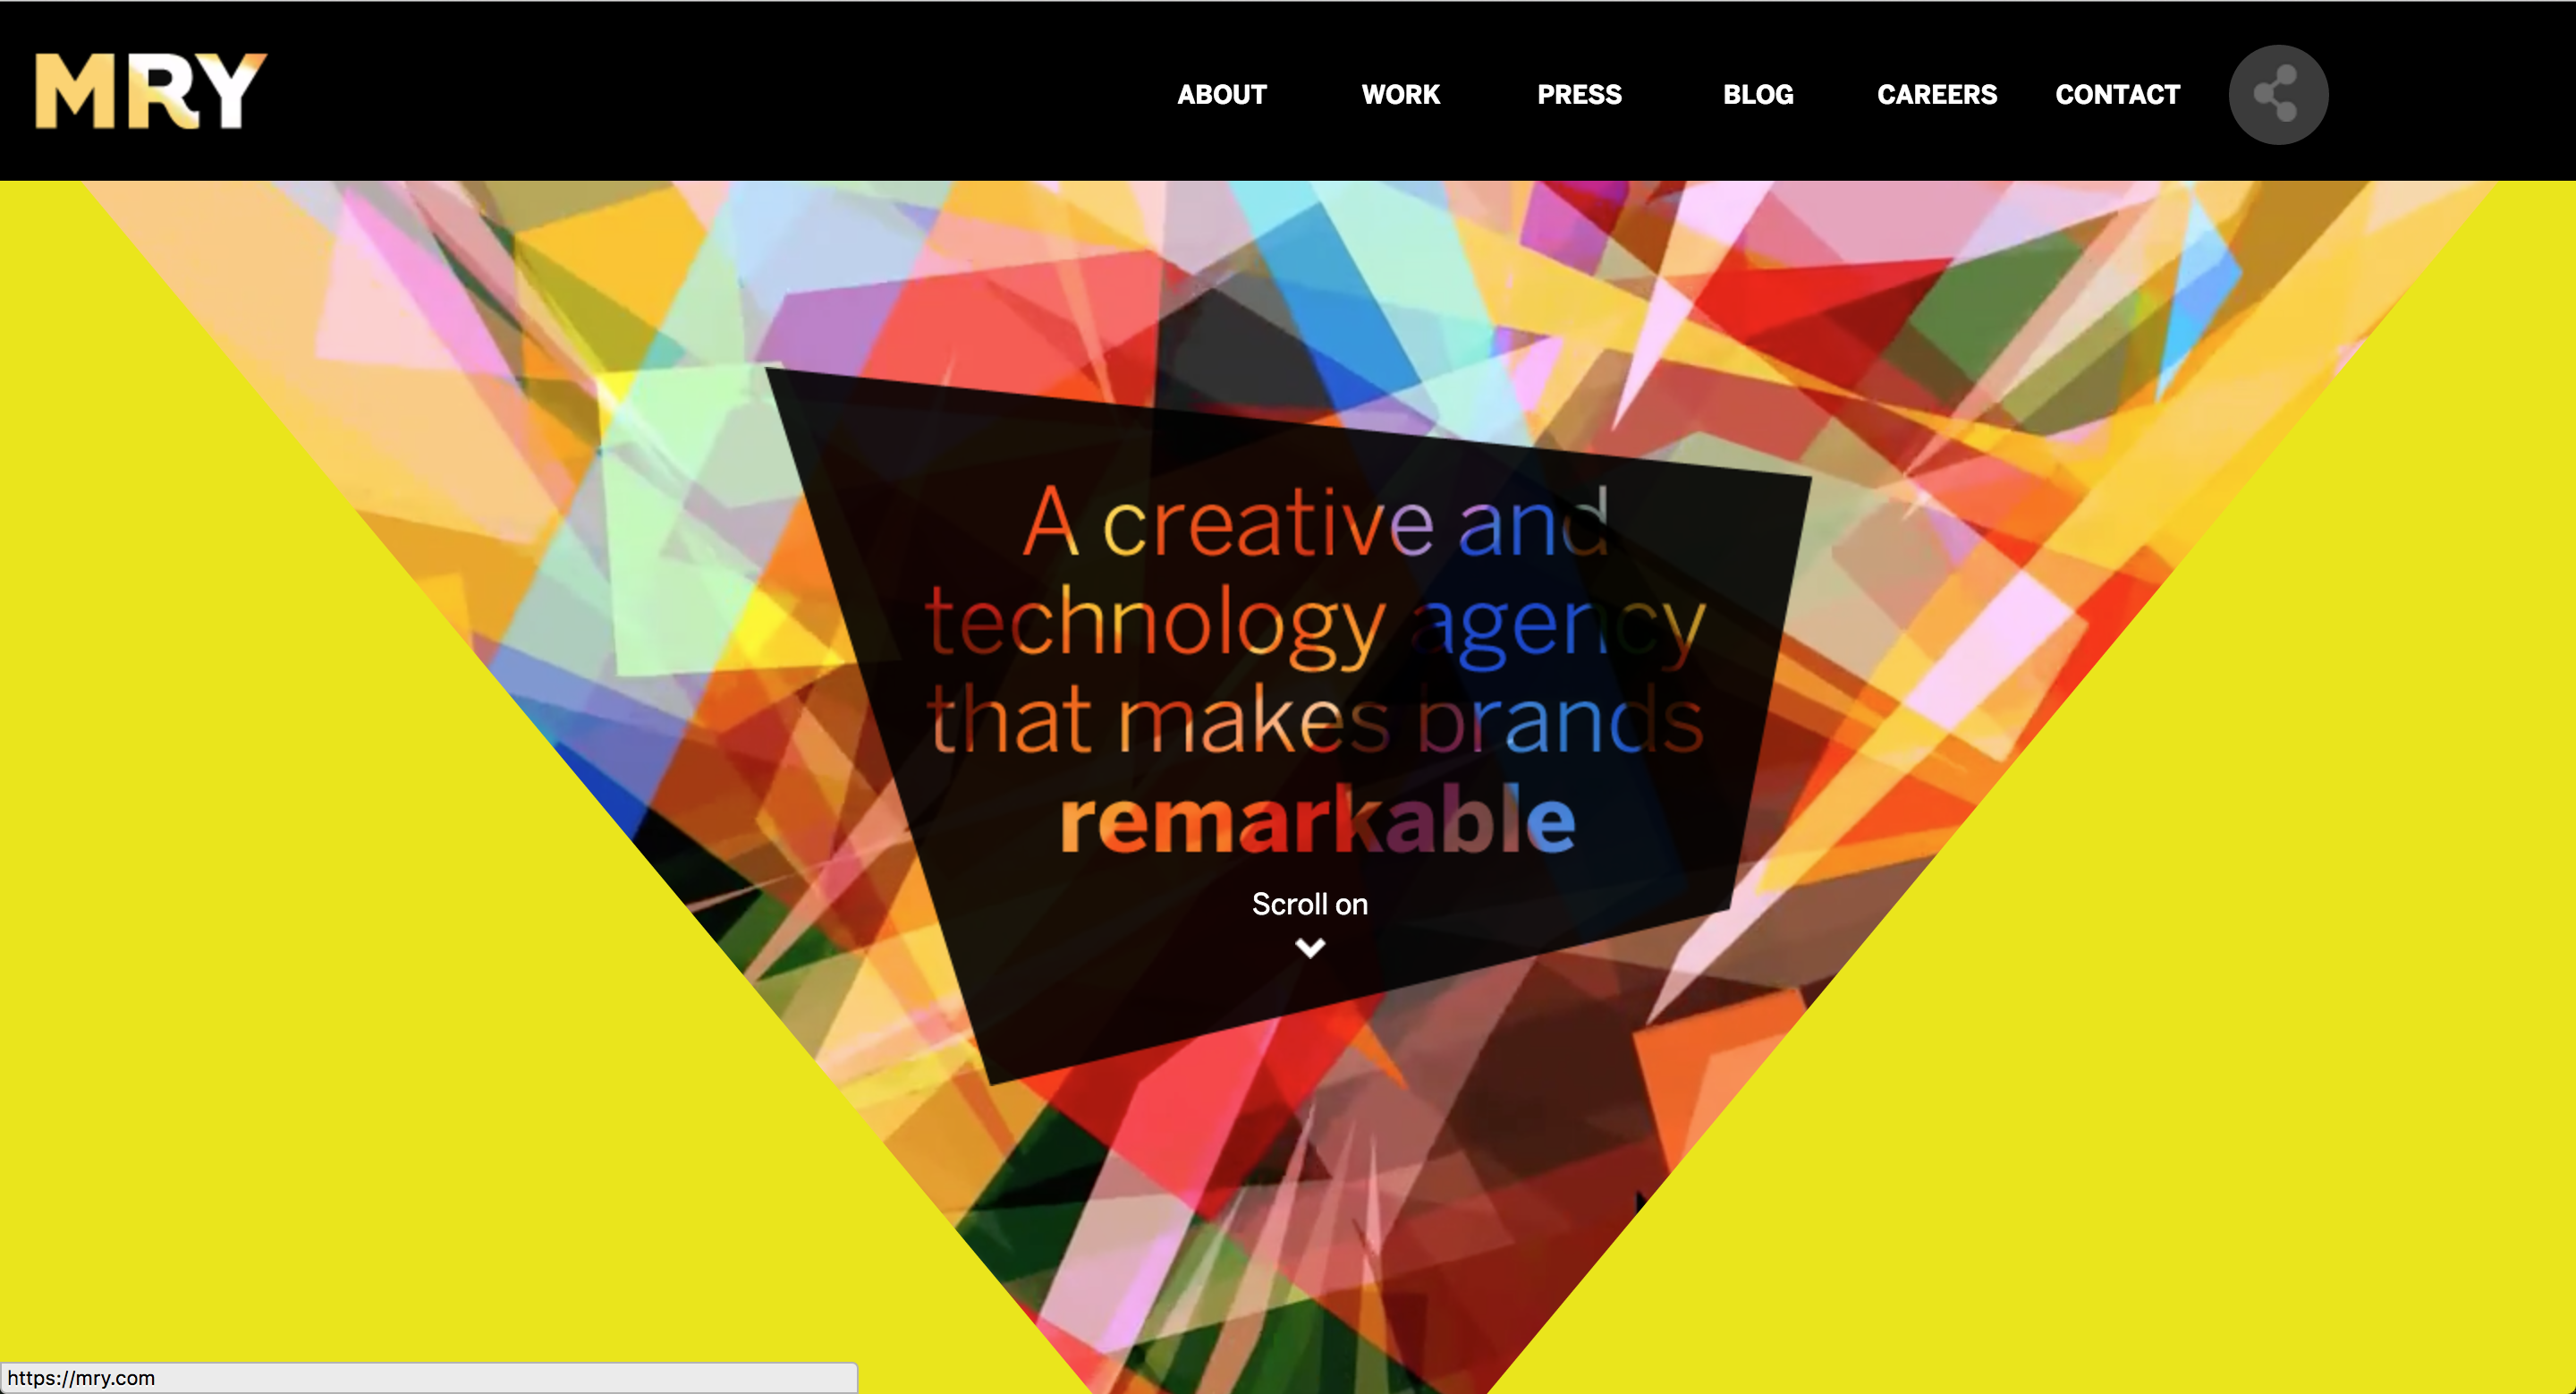 MRY
ABOUT WORK PRESS BLOG CAREERS CONTACT
A creative and
technology agency
that makes brands
remarkable
Scroll on
https://mry.com